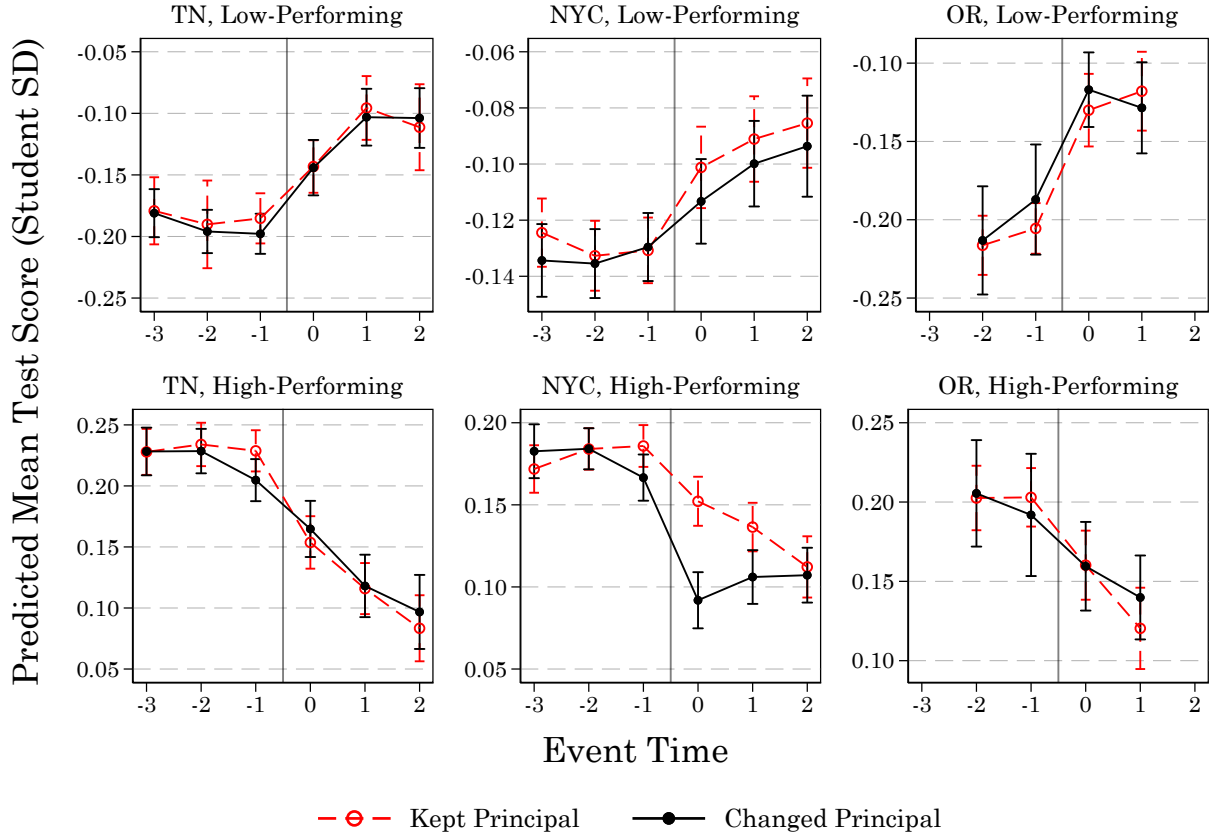 Predicted Mean Test Score (Student SD)
TN, Low-Performing
-0.05
-0.10
-0.15
-0.20
-0.25
-3 -2 -1 0 1 2
NYC, Low-Performing
-0.06
-0.08
-0.10
-0.12
-0.14
-3 -2 -1 0 1 2
OR, Low-Performing
-0.10
-0.15
-0.20
-0.25
-3 -2 -1 0 1 2
TN, High-Performing
0.25
0.20
0.15
0.10
0.05
-3 -2 -1 0 1 2
NYC, High-Performing
0.20
0.15
0.10
0.05
-3 -2 -1 0 1 2
OR, High-Performing
0.25
0.20
0.15
0.10
-3 -2 -1 0 1 2
Event Time
Kept Principal Changed Principal